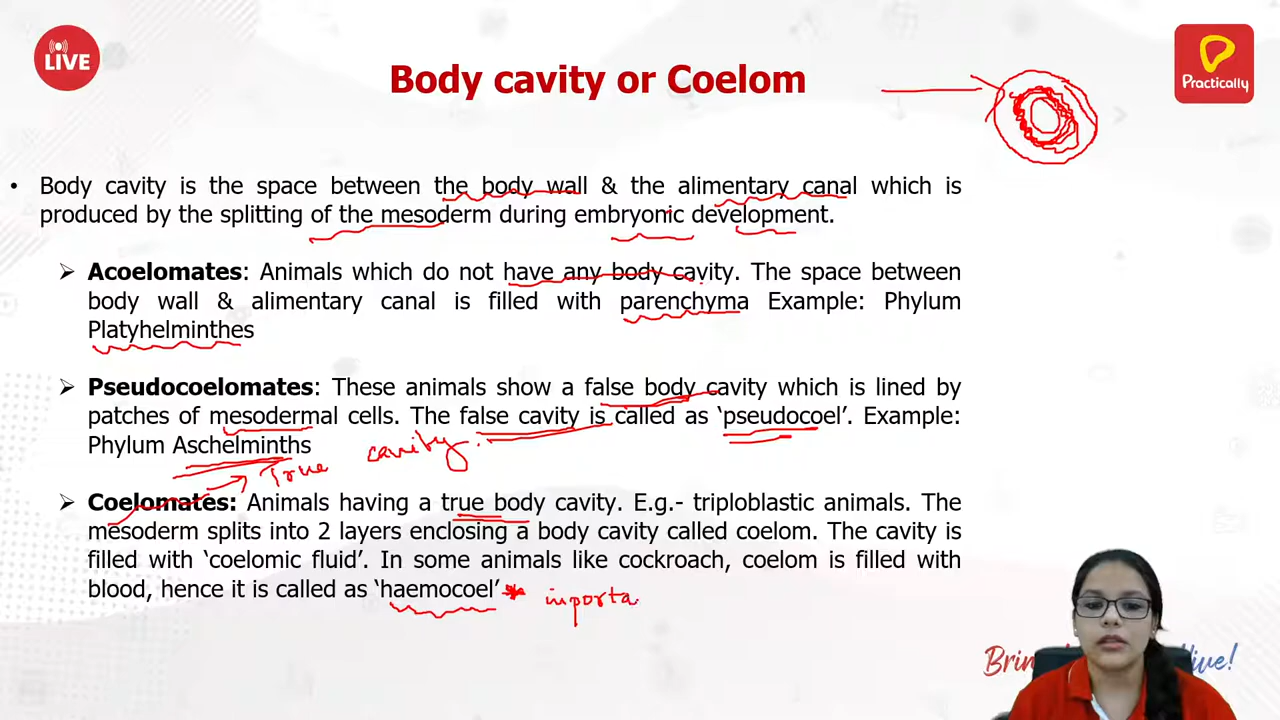 LIVE
Body cavity or Coelom
Practically
• Body cavity is the space between the body wall & the alimentary canal which is
produced by the splitting of the mesoderm during embryonic development.
➢ Acoelomates: Animals which do not have any body cavity. The space between
body wall & alimentary canal is filled with parenchyma Example: Phylum
Platyhelminthes
➢ Pseudocoelomates: These animals show a false body cavity which is lined by
patches of mesodermal cells. The false cavity is called as ‘pseudocoel’. Example:
Phylum Aschelminths
True cavity.
➢ Coelomates: Animals having a true body cavity. E.g.- triploblastic animals. The
mesoderm splits into 2 layers enclosing a body cavity called coelom. The cavity is
filled with ‘coelomic fluid’. In some animals like cockroach, coelom is filled with
blood, hence it is called as ‘haemocoel’
* importa